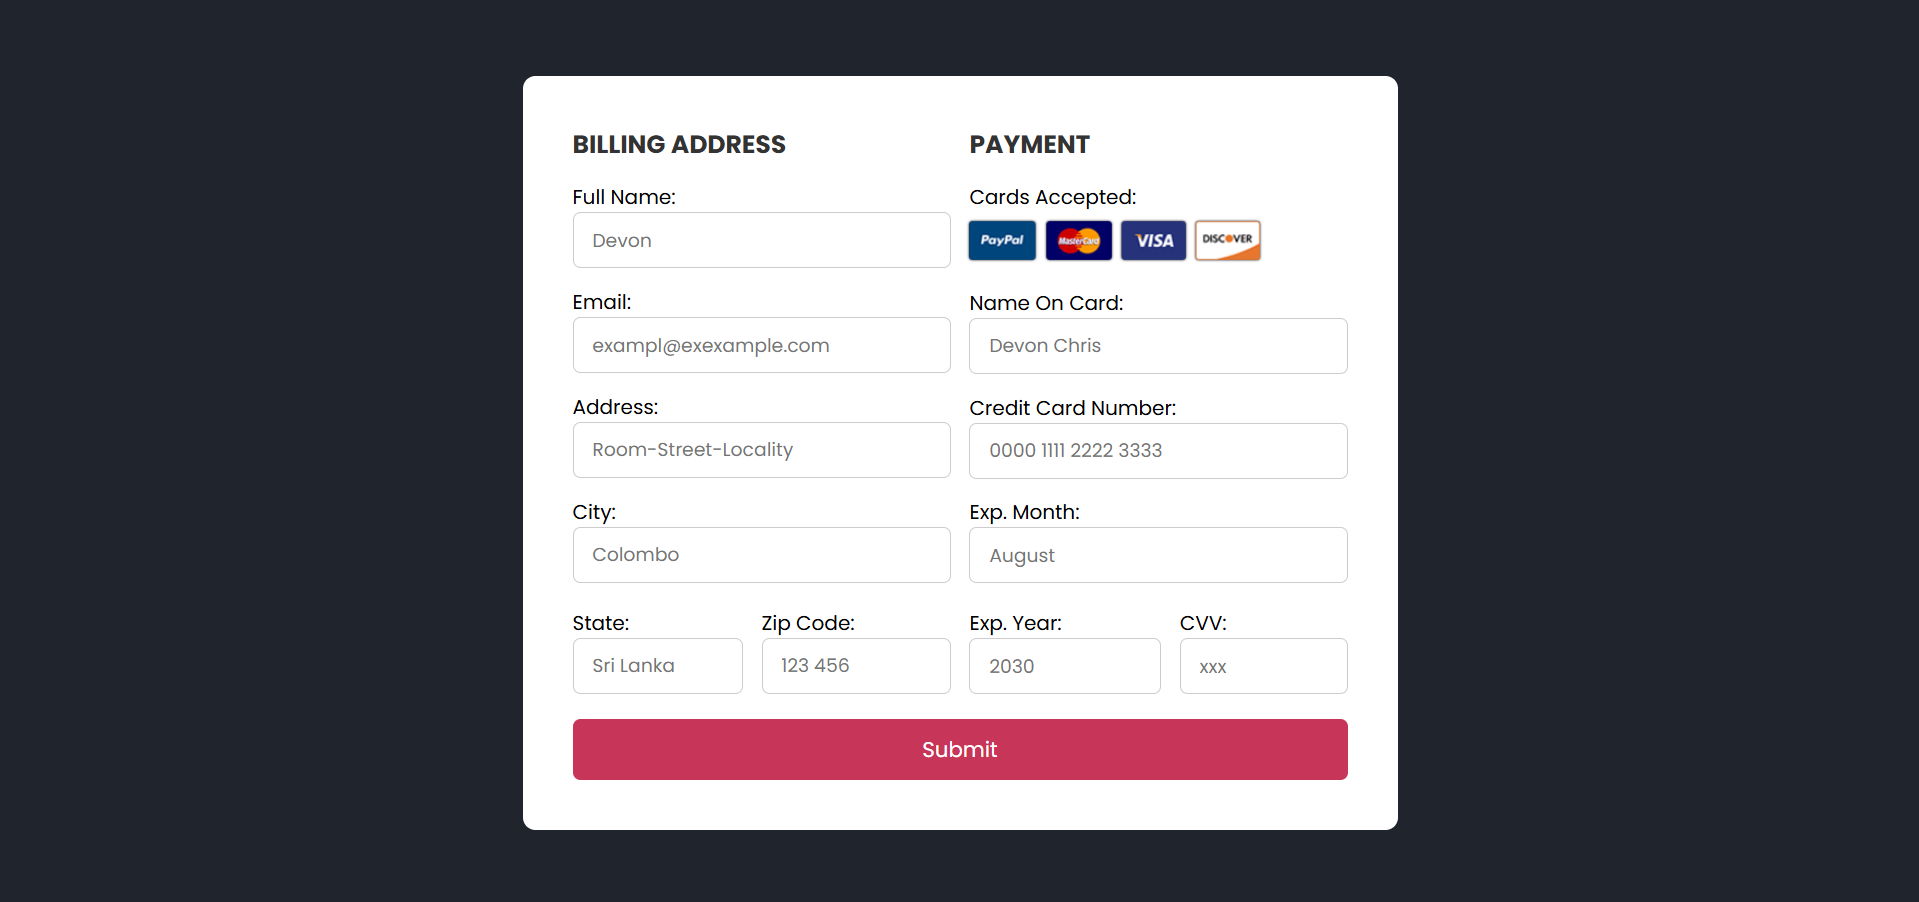 BILLING ADDRESS
Full Name:
Devon
Email:
exampl@exexample.com
Address:
Room-Street-Locality
City:
Colombo
State:
Zip Code:
Sri Lanka
123 456
PAYMENT
Cards Accepted:
PayPal
MasterCard
VISA
DISCOVER
Name On Card:
Devon Chris
Credit Card Number:
0000 1111 2222 3333
Exp. Month:
August
Exp. Year:
CVV:
2030
xxx
Submit